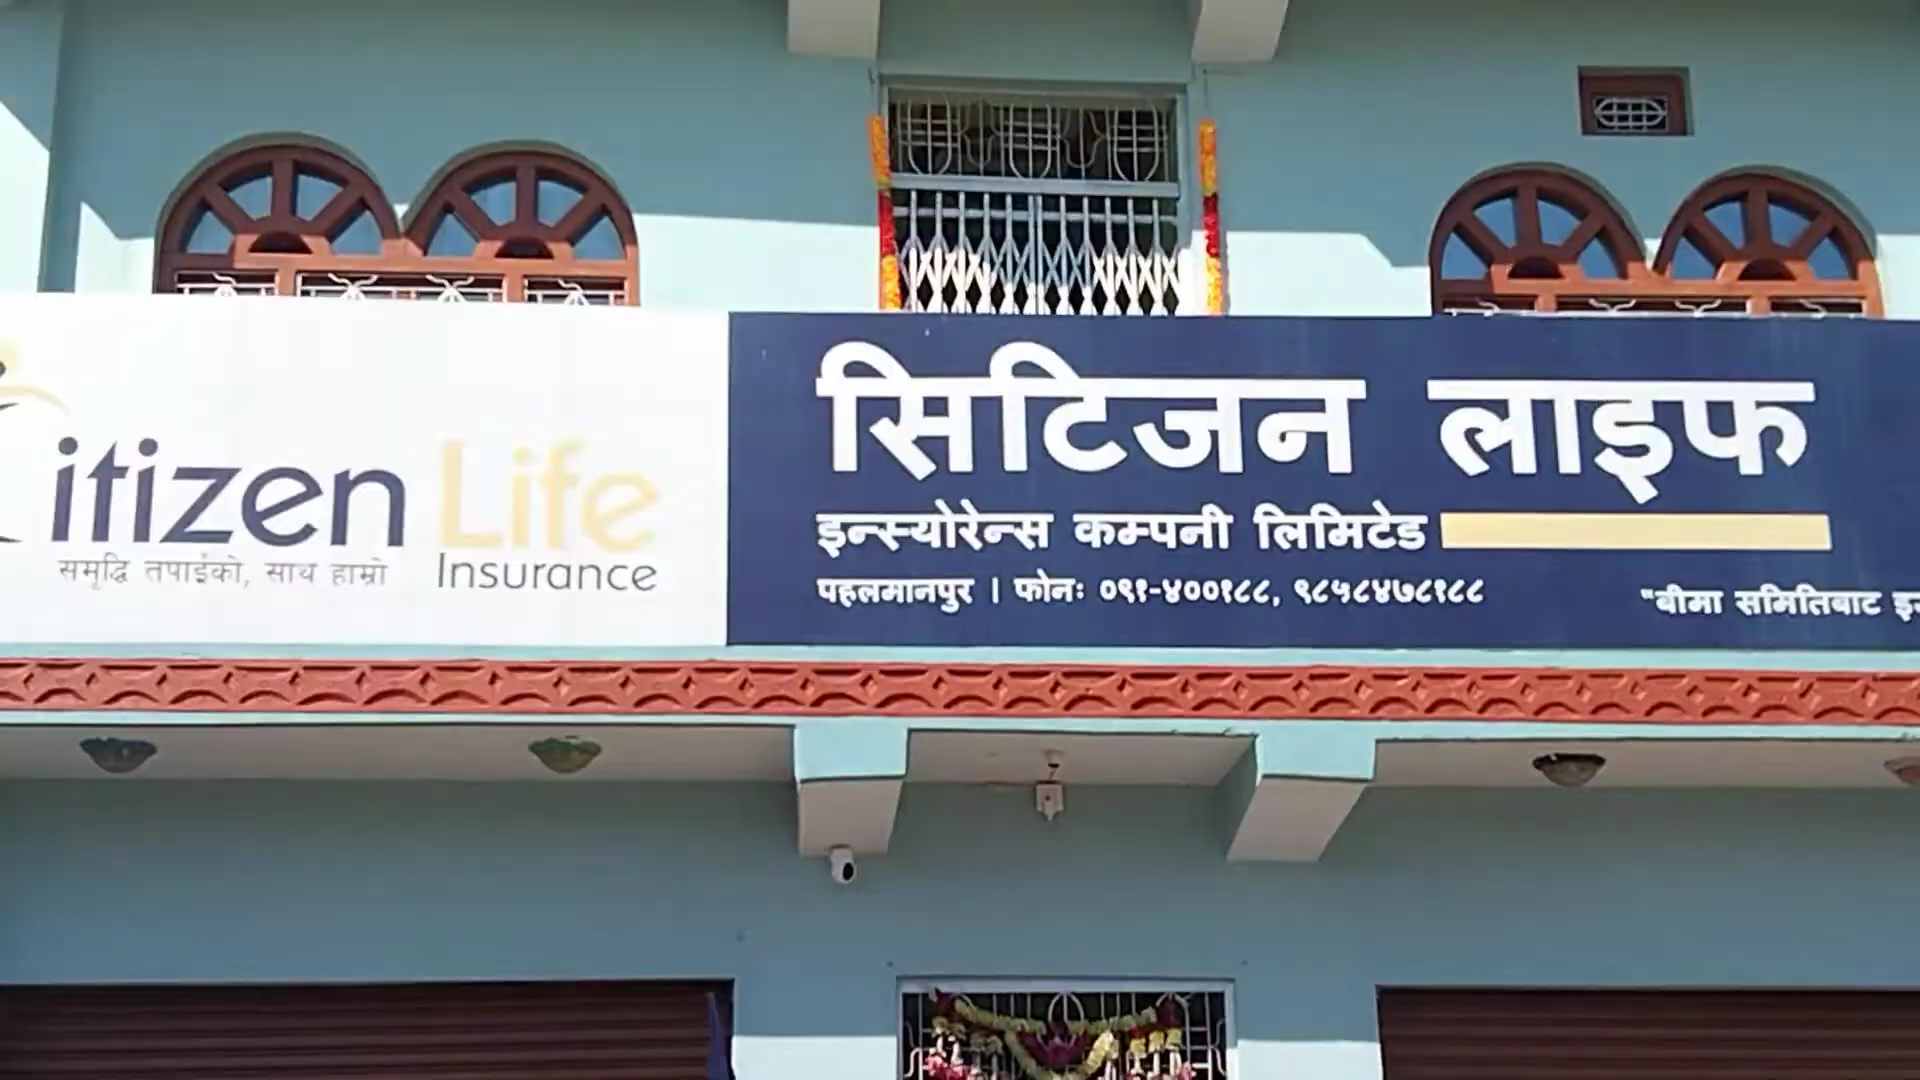 itizen Life
समृद्धि तपाईंको, साथ हाम्रो
Insurance
सिटिजन लाइफ
इन्स्योरेन्स कम्पनी लिमिटेड
पहलमानपुर । फोनः ०९१-४००१८८, ९८५८४७८१८८
"बीमा समितिबाट